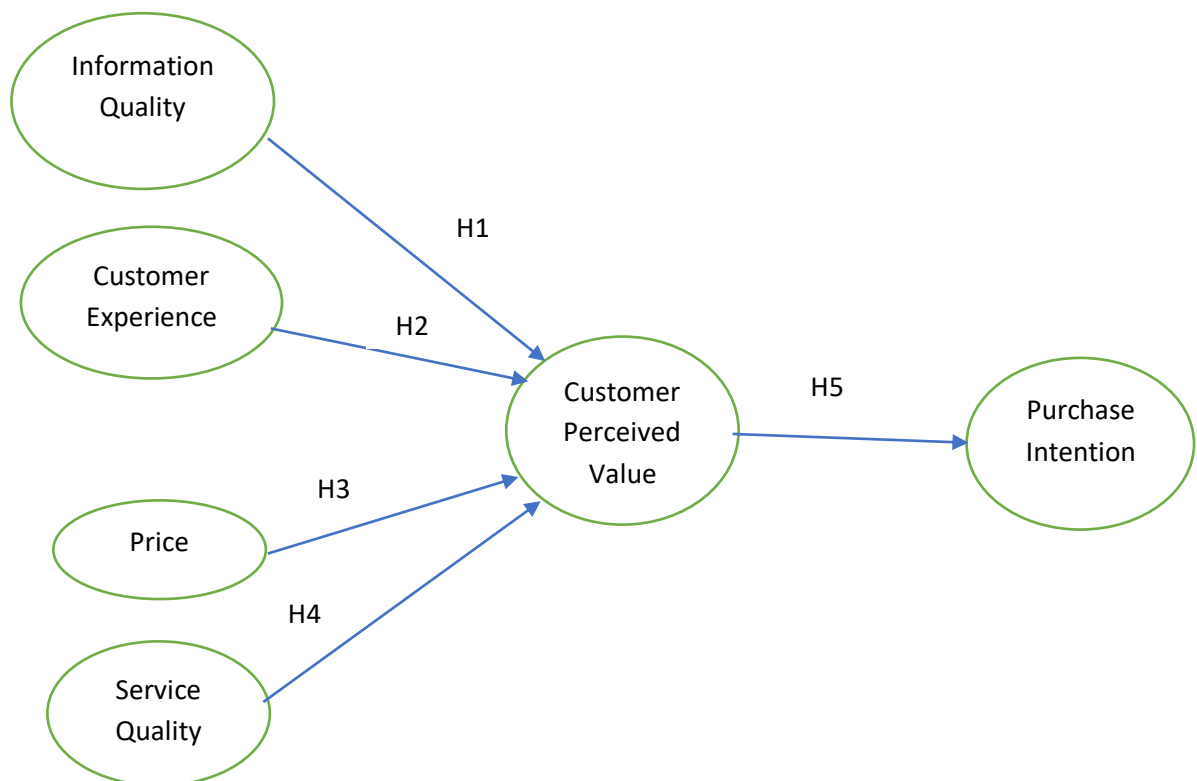 Information
Quality
H1
Customer
Experience
H2
Customer
Perceived
Value
H5
Purchase
Intention
H3
Price
H4
Service
Quality